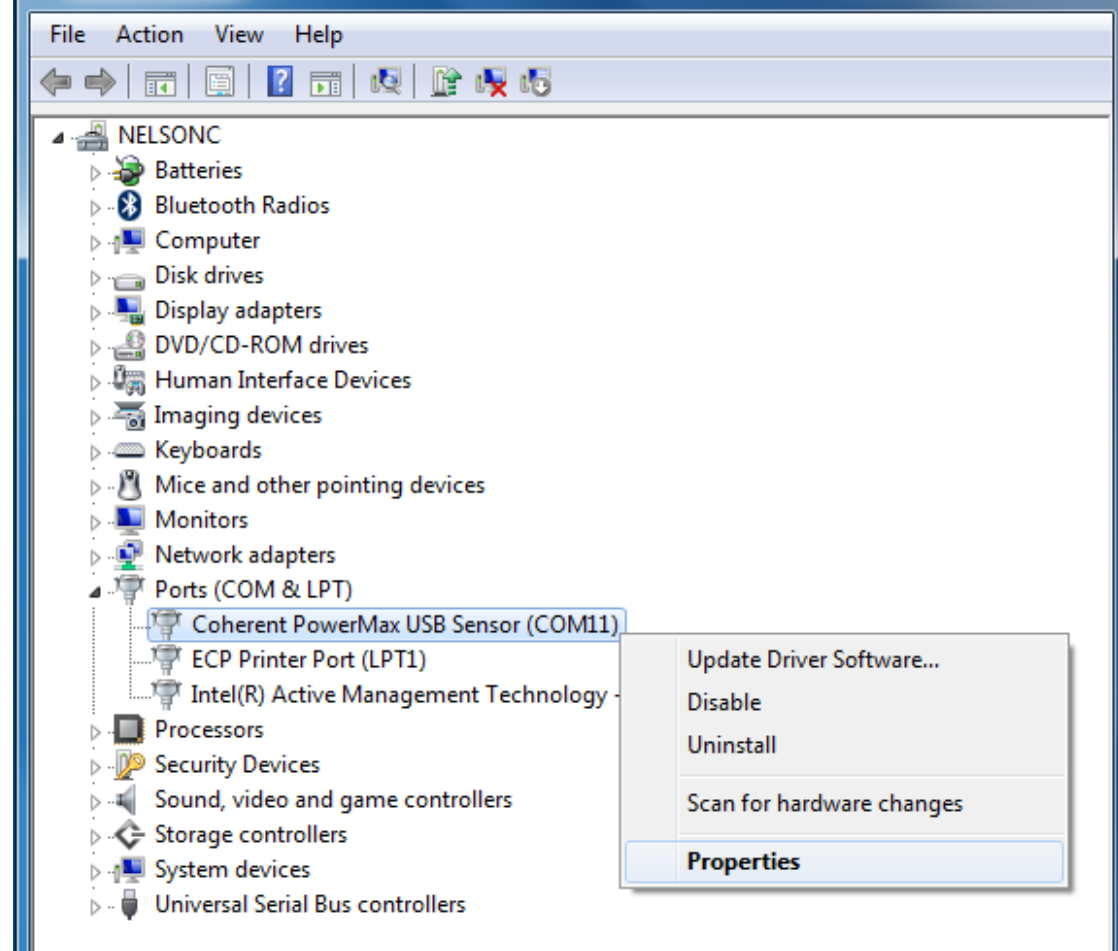 File Action View Help
NELSONC
Batteries
Bluetooth Radios
Computer
Disk drives
Display adapters
DVD/CD-ROM drives
Human Interface Devices
Imaging devices
Keyboards
Mice and other pointing devices
Monitors
Network adapters
Ports (COM & LPT)
Coherent PowerMax USB Sensor (COM11)
ECP Printer Port (LPT1)
Intel(R) Active Management Technology -
Processors
Security Devices
Sound, video and game controllers
Storage controllers
System devices
Universal Serial Bus controllers
Update Driver Software...
Disable
Uninstall
Scan for hardware changes
Properties